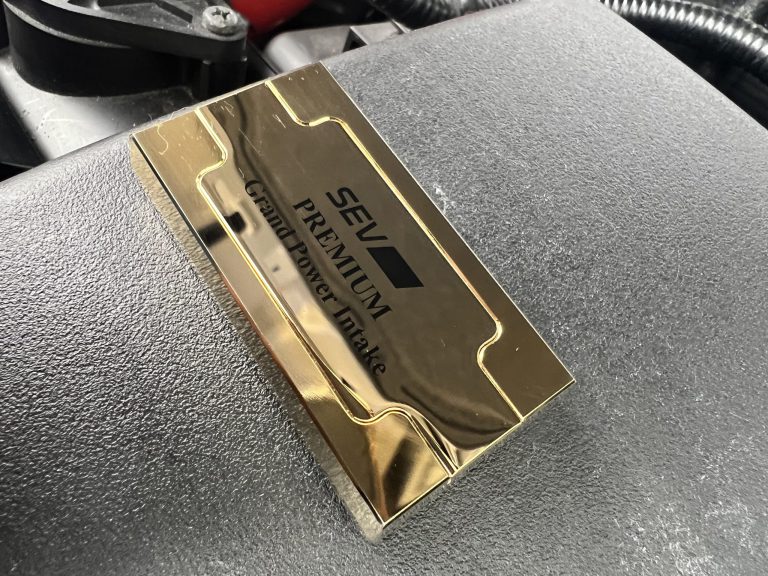 SEV
PREMIUM
Grand Power Intake